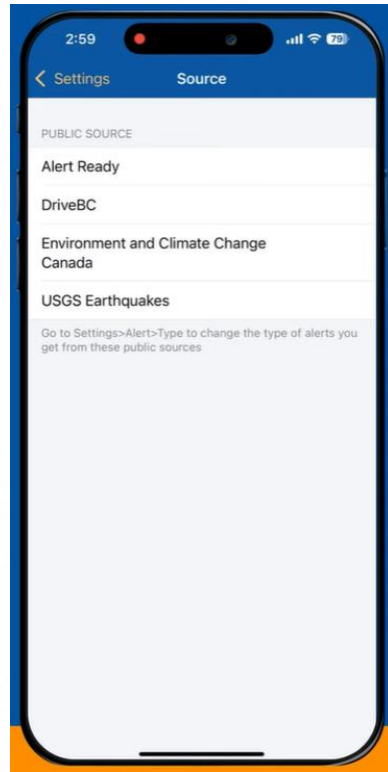 2:59
79
Settings
Source
PUBLIC SOURCE
Alert Ready
DriveBC
Environment and Climate Change
Canada
USGS Earthquakes
Go to Settings>Alert>Type to change the type of alerts you
get from these public sources